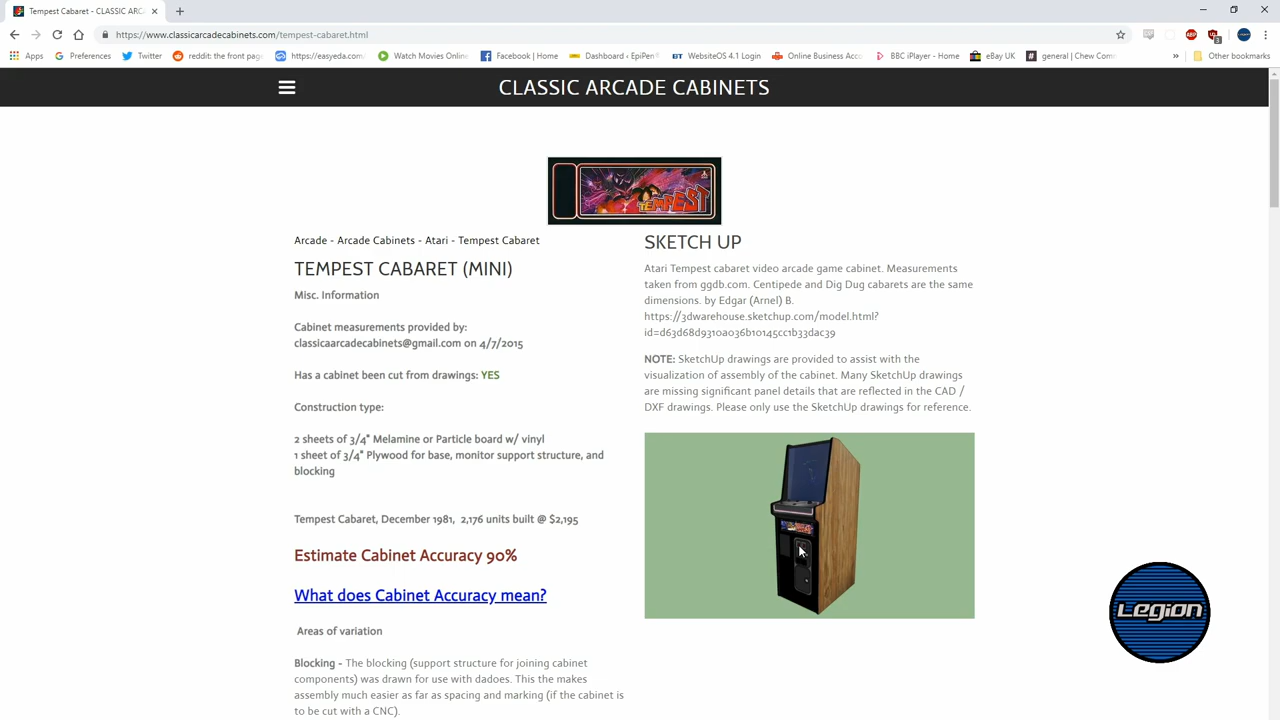 Tempest Cabaret - CLASSIC ARC
https://www.classicarcadecabinets.com/tempest-cabaret.html
Apps
Preferences
Twitter
reddit: the front pag
https://easyeda.com
Watch Movies Onlin
Facebook | Home
Dashboard ‹ EpiPen
WebsiteOS 4.1 Login
Online Business Acc
BBC iPlayer - Home
eBay UK
general | Chew Com
»
Other bookmarks
CLASSIC ARCADE CABINETS
TEMPEST
Arcade - Arcade Cabinets - Atari - Tempest Cabaret
TEMPEST CABARET (MINI)
Misc. Information
Cabinet measurements provided by:
classicaarcadecabinets@gmail.com on 4/7/2015
Has a cabinet been cut from drawings: YES
Construction type:
2 sheets of 3/4" Melamine or Particle board w/ vinyl
1 sheet of 3/4" Plywood for base, monitor support structure, and
blocking
Tempest Cabaret, December 1981,  2,176 units built @ $2,195
Estimate Cabinet Accuracy 90%
What does Cabinet Accuracy mean?
Areas of variation
Blocking - The blocking (support structure for joining cabinet
components) was drawn for use with dadoes. This the makes
assembly much easier as far as spacing and marking (if the cabinet is
to be cut with a CNC).
SKETCH UP
Atari Tempest cabaret video arcade game cabinet. Measurements
taken from ggdb.com. Centipede and Dig Dug cabarets are the same
dimensions. by Edgar (Arnel) B.
https://3dwarehouse.sketchup.com/model.html?
id=d63d68d9310a036b10145cc1b33dac39
NOTE: SketchUp drawings are provided to assist with the
visualization of assembly of the cabinet. Many SketchUp drawings
are missing significant panel details that are reflected in the CAD /
DXF drawings. Please only use the SketchUp drawings for reference.
Legion